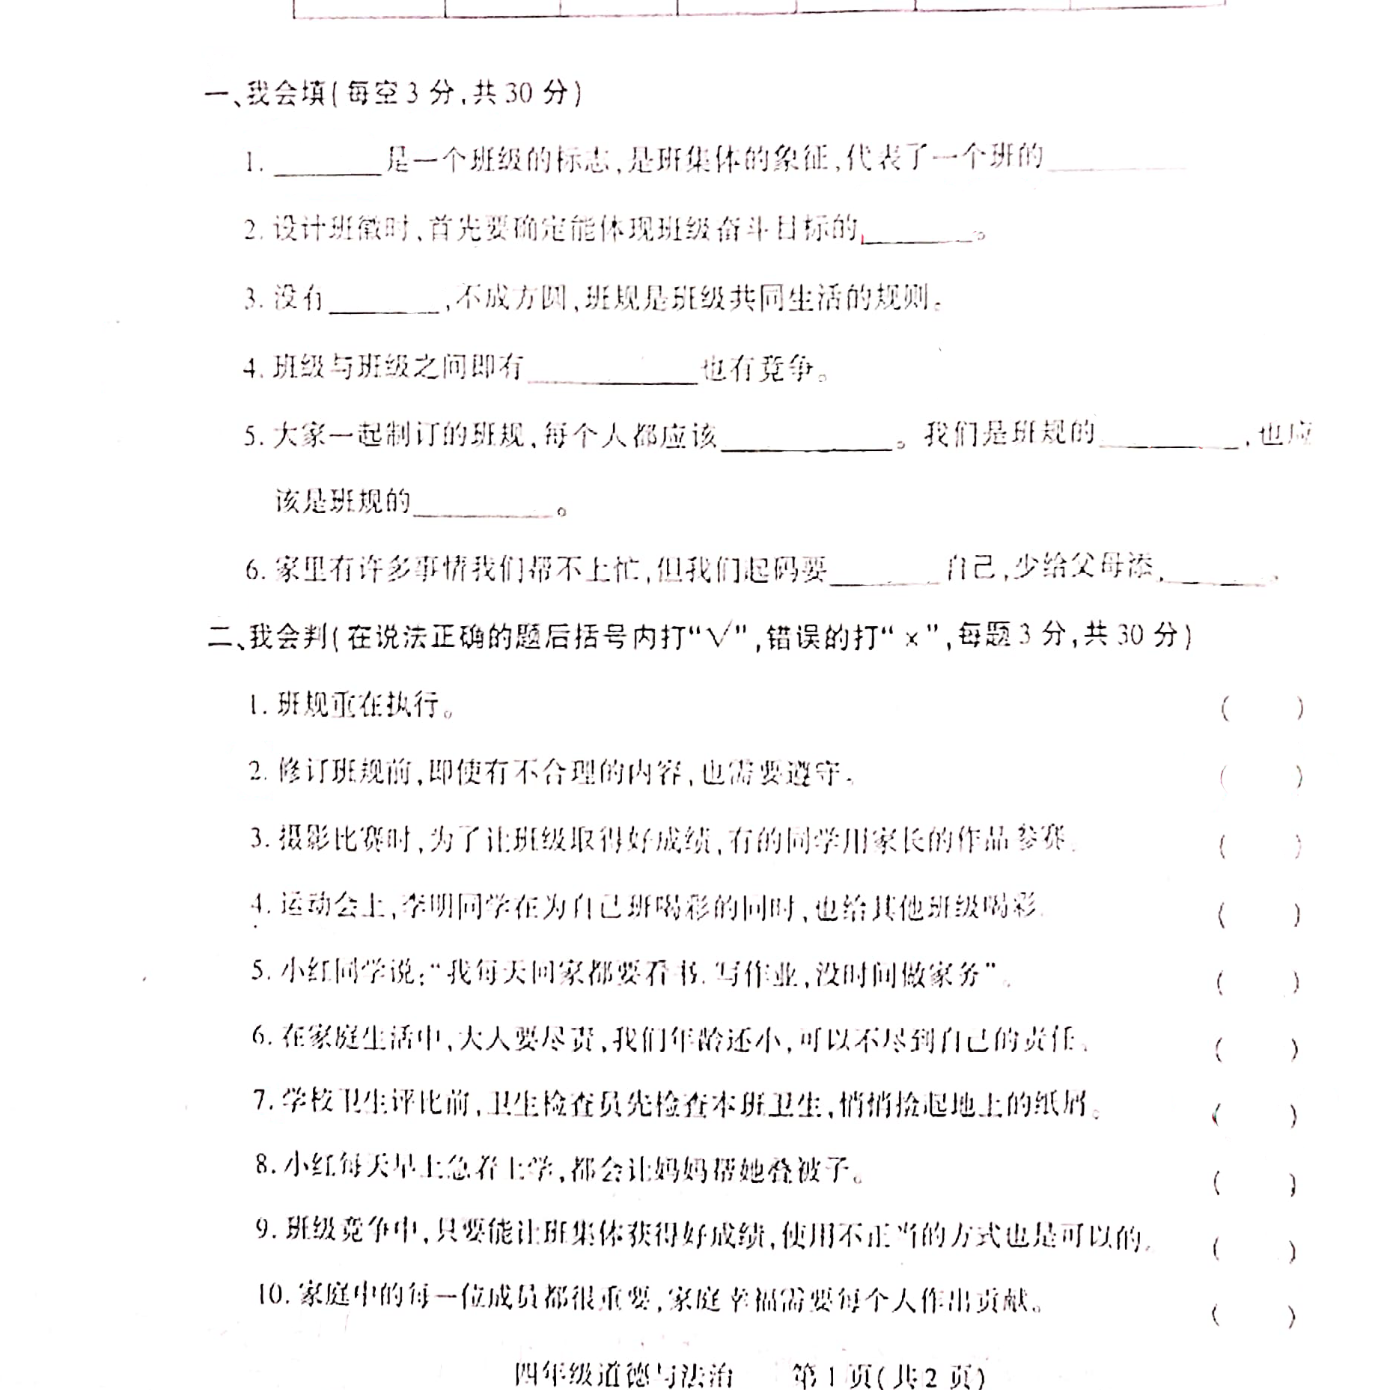 一、我会填(每空3分,共30分)
1.________是一个班级的标志,是班集体的象征,代表了一个班的__________
2.设计班徽时,首先要确定能体现班级奋斗目标的________。
3.没有________,不成方圆,班规是班级共同生活的规则。
4.班级与班级之间即有____________也有竞争。
5.大家一起制订的班规,每个人都应该____________。我们是班规的__________,也应
该是班规的__________。
6.家里有许多事情我们帮不上忙,但我们起码要________自己,少给父母添________。
二、我会判(在说法正确的题后括号内打“√”,错误的打“×”,每题3分,共30分)
1.班规重在执行。 ( )
2.修订班规前,即使有不合理的内容,也需要遵守。 ( )
3.摄影比赛时,为了让班级取得好成绩,有的同学用家长的作品参赛。 ( )
4.运动会上,李明同学在为自己班喝彩的同时,也给其他班级喝彩。 ( )
5.小红同学说:“我每天回家都要看书、写作业,没时间做家务”。 ( )
6.在家庭生活中,大人要尽责,我们年龄还小,可以不尽到自己的责任。 ( )
7.学校卫生评比前,卫生检查员先检查本班卫生,悄悄捡起地上的纸屑。 ( )
8.小红每天早上急着上学,都会让妈妈帮她叠被子。 ( )
9.班级竞争中,只要能让班集体获得好成绩,使用不正当的方式也是可以的。 ( )
10.家庭中的每一位成员都很重要,家庭幸福需要每个人作出贡献。 ( )
四年级道德与法治 第1页(共2页)